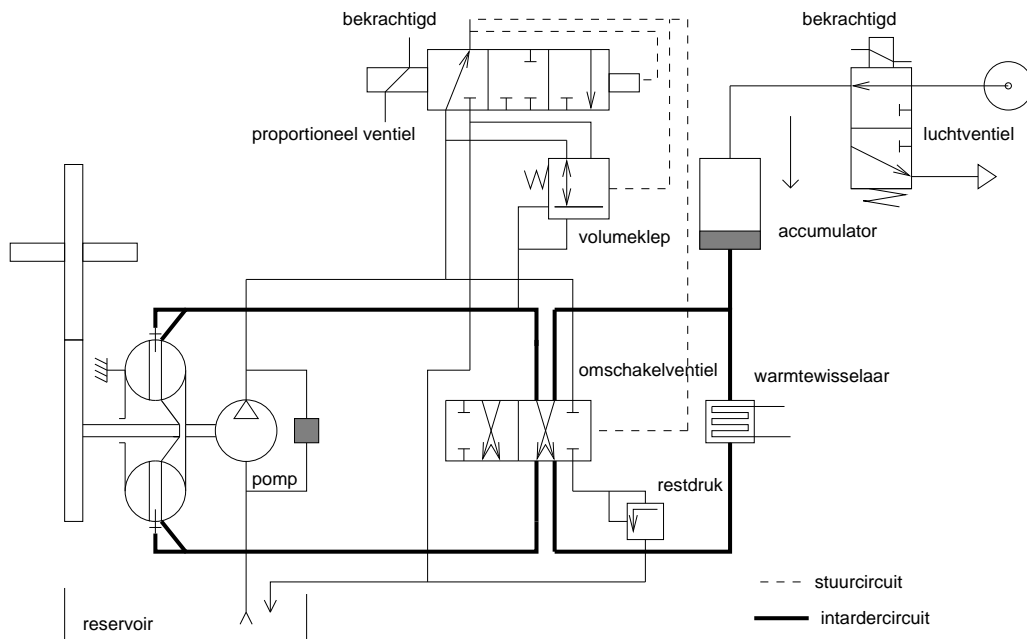 bekrachtigd
bekrachtigd
proportioneel ventiel
luchtventiel
volumeklep
accumulator
omschakelventiel
warmtewisselaar
pomp
restdruk
stuurcircuit
reservoir
intardercircuit